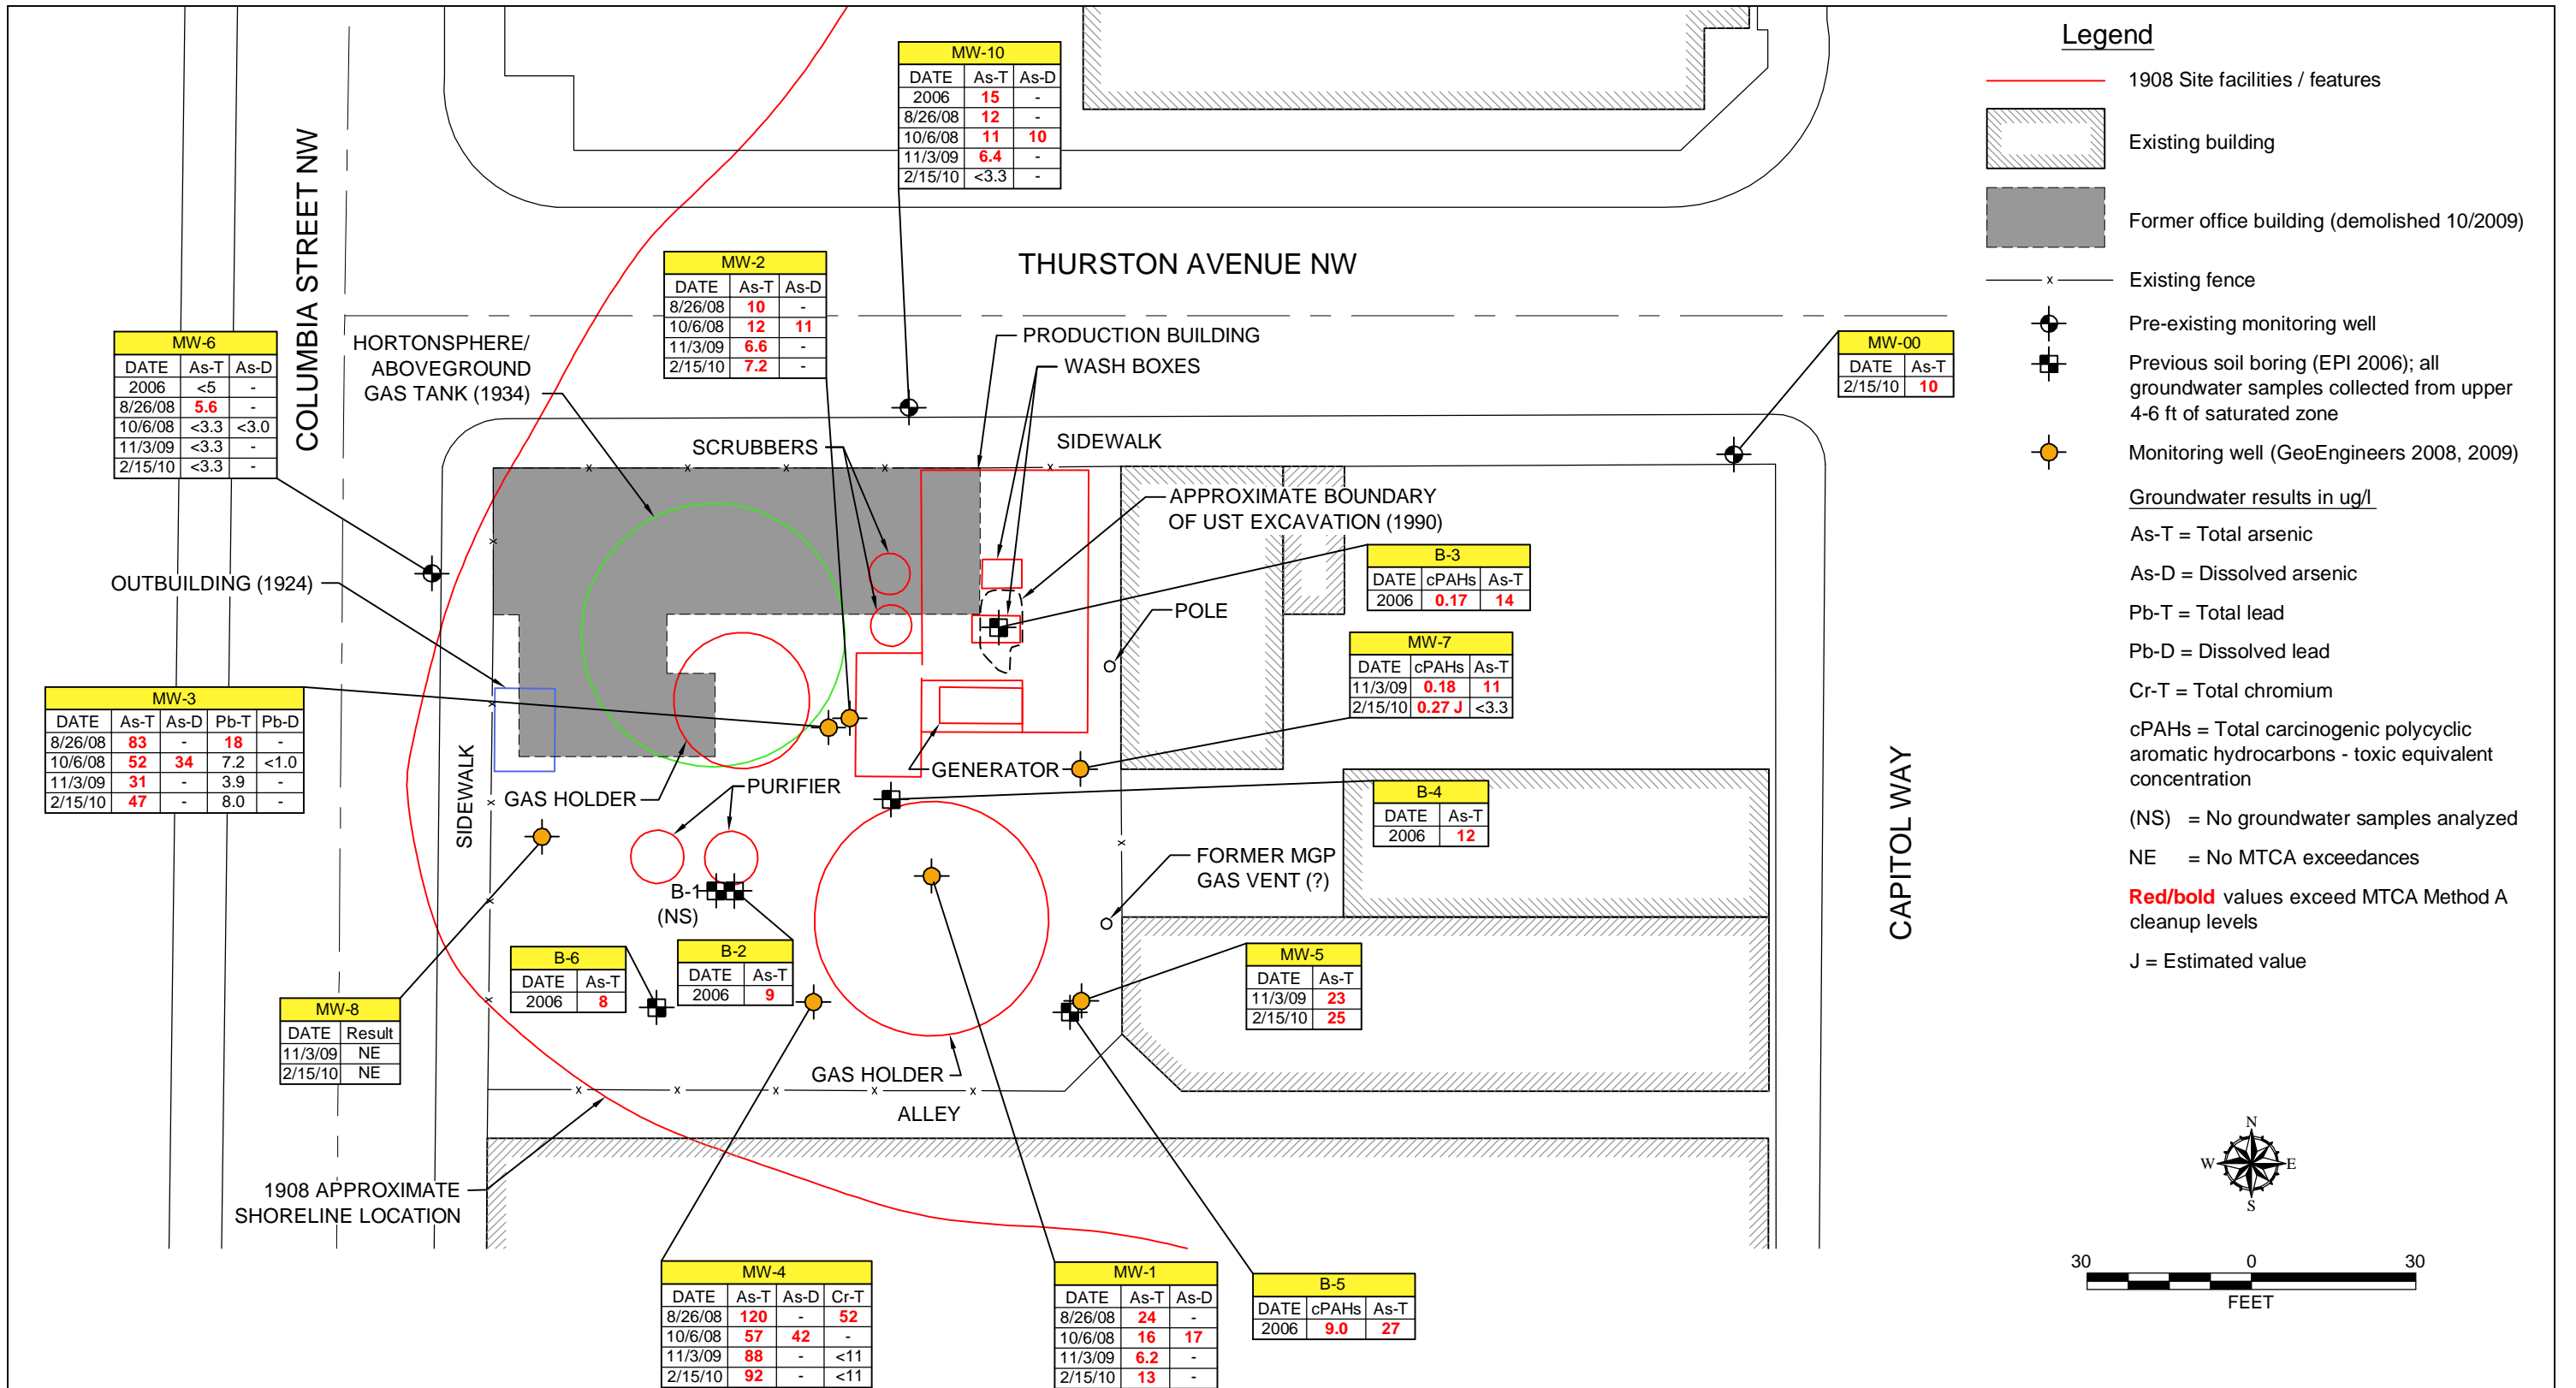 MW-10
DATE As-T As-D
2006 15 -
8/26/08 12 -
10/6/08 11 10
11/3/09 6.4 -
2/15/10 <3.3 -
COLUMBIA STREET NW
THURSTON AVENUE NW
CAPITOL WAY
MW-2
DATE As-T As-D
8/26/08 10 -
10/6/08 12 11
11/3/09 6.6 -
2/15/10 7.2 -
MW-6
DATE As-T As-D
2006 <5 -
8/26/08 5.6 -
10/6/08 <3.3 <3.0
11/3/09 <3.3 -
2/15/10 <3.3 -
HORTONSPHERE/
ABOVEGROUND
GAS TANK (1934)
PRODUCTION BUILDING
WASH BOXES
MW-00
DATE As-T
2/15/10 10
SCRUBBERS
SIDEWALK
APPROXIMATE BOUNDARY
OF UST EXCAVATION (1990)
B-3
DATE cPAHs As-T
2006 0.17 14
OUTBUILDING (1924)
POLE
MW-7
DATE cPAHs As-T
11/3/09 0.18 11
2/15/10 0.27 J <3.3
MW-3
DATE As-T As-D Pb-T Pb-D
8/26/08 83 - 18 -
10/6/08 52 34 7.2 <1.0
11/3/09 31 - 3.9 -
2/15/10 47 - 8.0 -
SIDEWALK
GAS HOLDER
PURIFIER
GENERATOR
B-4
DATE As-T
2006 12
FORMER MGP
GAS VENT (?)
B-1
(NS)
B-6
DATE As-T
2006 8
B-2
DATE As-T
2006 9
MW-5
DATE As-T
11/3/09 23
2/15/10 25
MW-8
DATE Result
11/3/09 NE
2/15/10 NE
GAS HOLDER
ALLEY
1908 APPROXIMATE
SHORELINE LOCATION
MW-4
DATE As-T As-D Cr-T
8/26/08 120 - 52
10/6/08 57 42 -
11/3/09 88 - <11
2/15/10 92 - <11
MW-1
DATE As-T As-D
8/26/08 24 -
10/6/08 16 17
11/3/09 6.2 -
2/15/10 13 -
B-5
DATE cPAHs As-T
2006 9.0 27
Legend
1908 Site facilities / features
Existing building
Former office building (demolished 10/2009)
x Existing fence
Pre-existing monitoring well
Previous soil boring (EPI 2006); all
groundwater samples collected from upper
4-6 ft of saturated zone
Monitoring well (GeoEngineers 2008, 2009)
Groundwater results in ug/l
As-T = Total arsenic
As-D = Dissolved arsenic
Pb-T = Total lead
Pb-D = Dissolved lead
Cr-T = Total chromium
cPAHs = Total carcinogenic polycyclic
aromatic hydrocarbons - toxic equivalent
concentration
(NS) = No groundwater samples analyzed
NE = No MTCA exceedances
Red/bold values exceed MTCA Method A
cleanup levels
J = Estimated value
N
W E
S
30 0 30
FEET